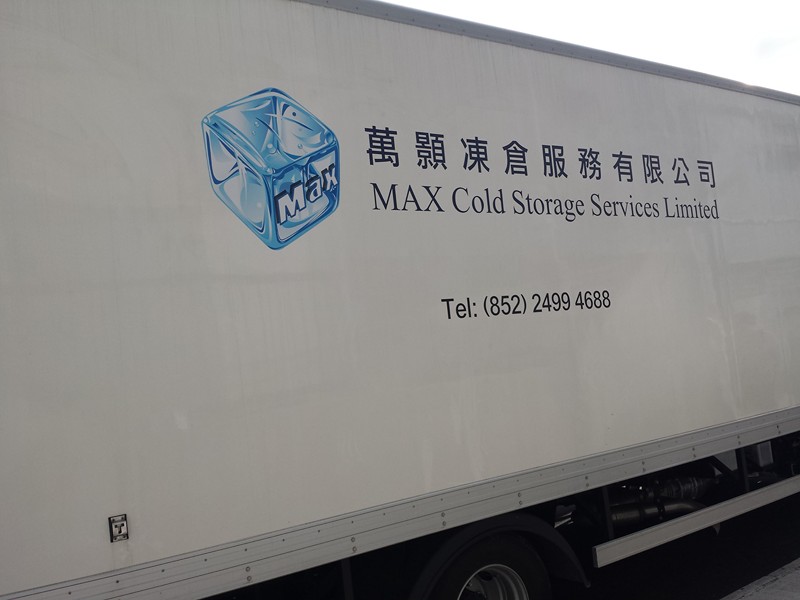 Max
萬顥凍倉服務有限公司
MAX Cold Storage Services Limited
Tel: (852) 2499 4688
T